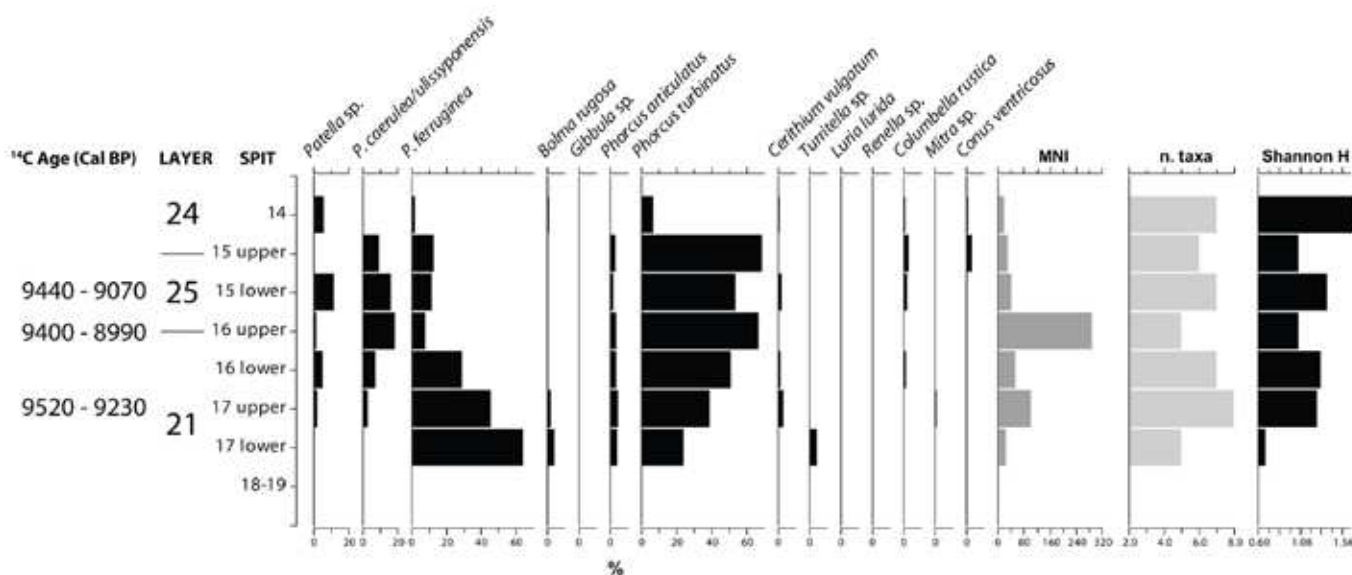 Patella sp.
P. caerulea/ulissyponensis
P. ferruginea
Bolma rugosa
Gibbula sp.
Phorcus articulatus
Phorcus turbinatus
Cerithium vulgatum
Turritella sp.
Luria lurida
Renella sp.
Columbella rustica
Mitra sp.
Conus ventricosus
¹⁴C Age (Cal BP) LAYER SPIT MNI n. taxa Shannon H
24 14
15 upper
9440 - 9070 25 15 lower
9400 - 8990 16 upper
16 lower
9520 - 9230 17 upper
21
17 lower
18-19
0 20 0 20 0 20 40 60 0 0 0 0 20 40 60 0 0 0 0 0 0 0 0 80 160 240 320 2.0 4.0 6.0 8.0 0.60 1.08 1.56
%